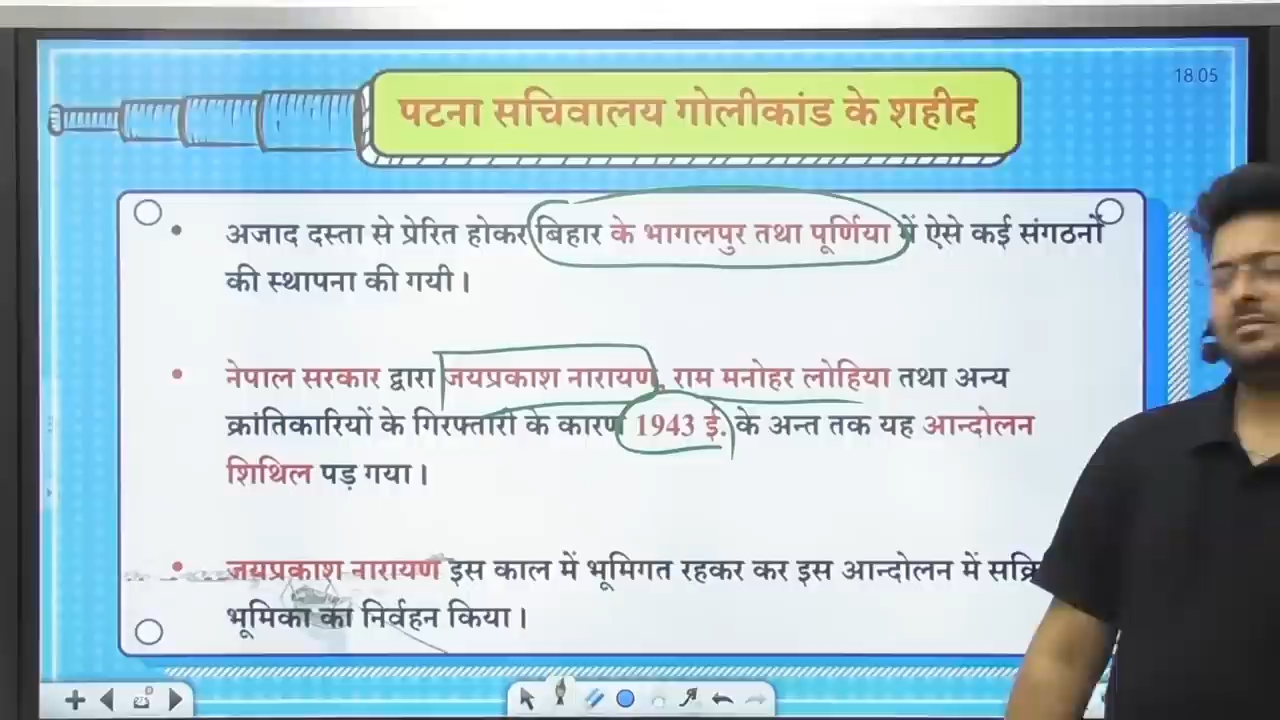 18.05
पटना सचिवालय गोलीकांड के शहीद
• अजाद दस्ता से प्रेरित होकर बिहार के भागलपुर तथा पूर्णिया में ऐसे कई संगठनों
की स्थापना की गयी।
• नेपाल सरकार द्वारा जयप्रकाश नारायण, राम मनोहर लोहिया तथा अन्य
क्रांतिकारियों के गिरफ्तारी के कारण 1943 ई. के अन्त तक यह आन्दोलन
शिथिल पड़ गया।
• जयप्रकाश नारायण इस काल में भूमिगत रहकर कर इस आन्दोलन में
भूमिका का निर्वहन किया।